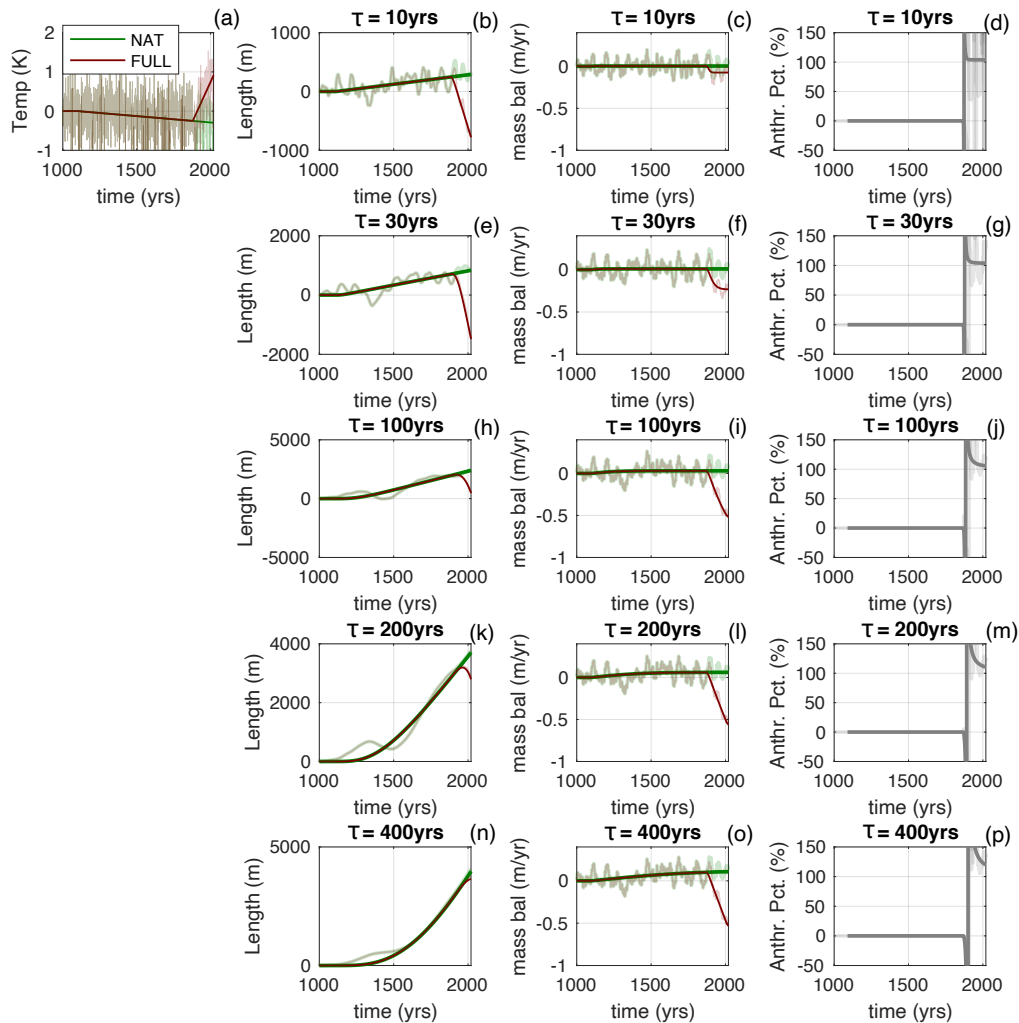 (a)
NAT
FULL
Temp (K)
1
0
-1
1000 1500 2000
time (yrs)
τ = 10yrs
(b)
Length (m)
1000
0
-1000
1000 1500 2000
time (yrs)
τ = 10yrs
(c)
mass bal (m/yr)
0
-0.5
-1
1000 1500 2000
time (yrs)
τ = 10yrs
(d)
Anthr. Pct. (%)
150
100
50
0
-50
1000 1500 2000
time (yrs)
τ = 30yrs
(e)
Length (m)
2000
0
-2000
1000 1500 2000
time (yrs)
τ = 30yrs
(f)
mass bal (m/yr)
0
-0.5
-1
1000 1500 2000
time (yrs)
τ = 30yrs
(g)
Anthr. Pct. (%)
150
100
50
0
-50
1000 1500 2000
time (yrs)
τ = 100yrs
(h)
Length (m)
5000
0
-5000
1000 1500 2000
time (yrs)
τ = 100yrs
(i)
mass bal (m/yr)
0
-0.5
-1
1000 1500 2000
time (yrs)
τ = 100yrs
(j)
Anthr. Pct. (%)
150
100
50
0
-50
1000 1500 2000
time (yrs)
τ = 200yrs
(k)
Length (m)
4000
2000
0
1000 1500 2000
time (yrs)
τ = 200yrs
(l)
mass bal (m/yr)
0
-0.5
-1
1000 1500 2000
time (yrs)
τ = 200yrs
(m)
Anthr. Pct. (%)
150
100
50
0
-50
1000 1500 2000
time (yrs)
τ = 400yrs
(n)
Length (m)
5000
0
1000 1500 2000
time (yrs)
τ = 400yrs
(o)
mass bal (m/yr)
0
-0.5
-1
1000 1500 2000
time (yrs)
τ = 400yrs
(p)
Anthr. Pct. (%)
150
100
50
0
-50
1000 1500 2000
time (yrs)